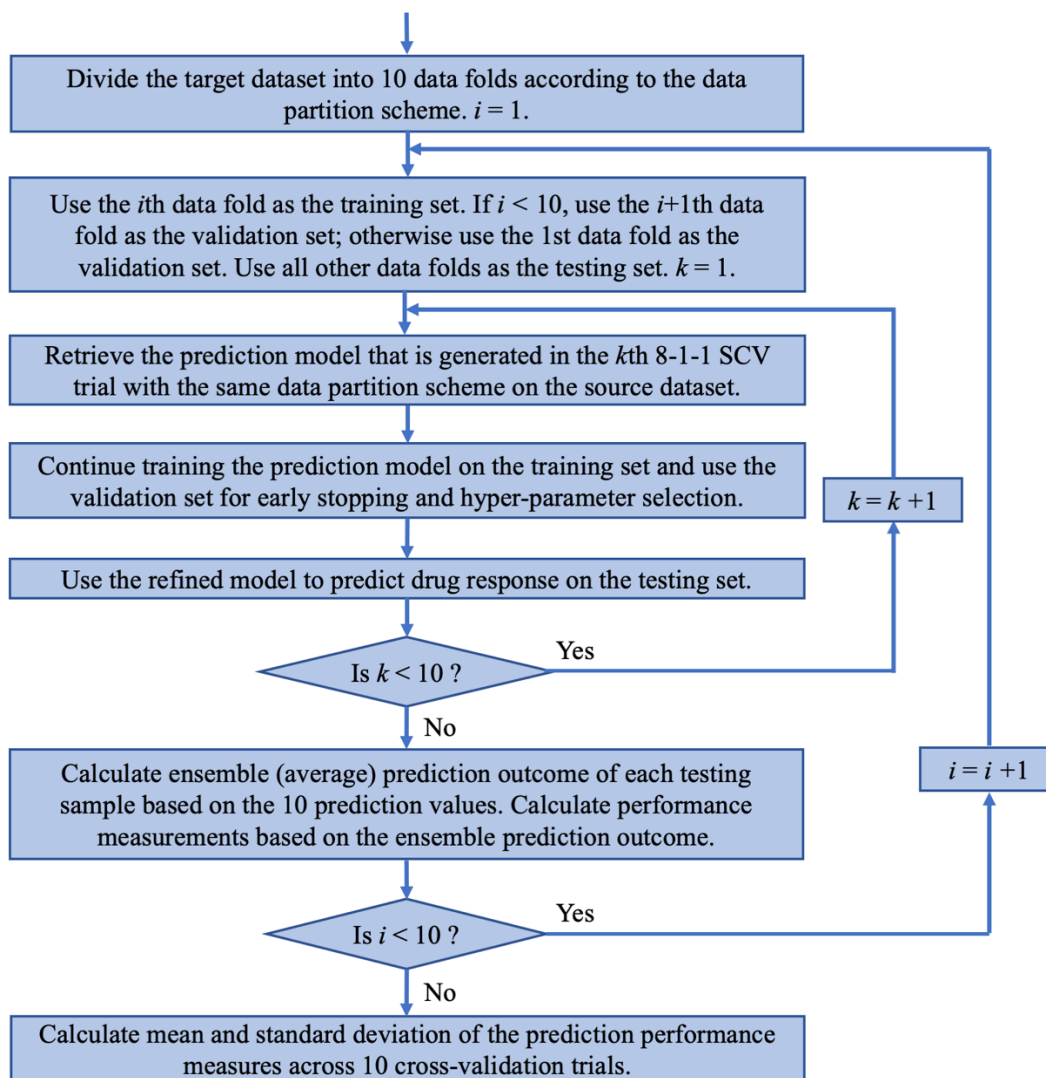 Divide the target dataset into 10 data folds according to the data
partition scheme. i = 1.
Use the ith data fold as the training set. If i < 10, use the i+1th data
fold as the validation set; otherwise use the 1st data fold as the
validation set. Use all other data folds as the testing set. k = 1.
Retrieve the prediction model that is generated in the kth 8-1-1 SCV
trial with the same data partition scheme on the source dataset.
Continue training the prediction model on the training set and use the
validation set for early stopping and hyper-parameter selection.
k = k +1
Use the refined model to predict drug response on the testing set.
Is k < 10 ?
Yes
No
Calculate ensemble (average) prediction outcome of each testing
sample based on the 10 prediction values. Calculate performance
measurements based on the ensemble prediction outcome.
i = i +1
Is i < 10 ?
Yes
No
Calculate mean and standard deviation of the prediction performance
measures across 10 cross-validation trials.